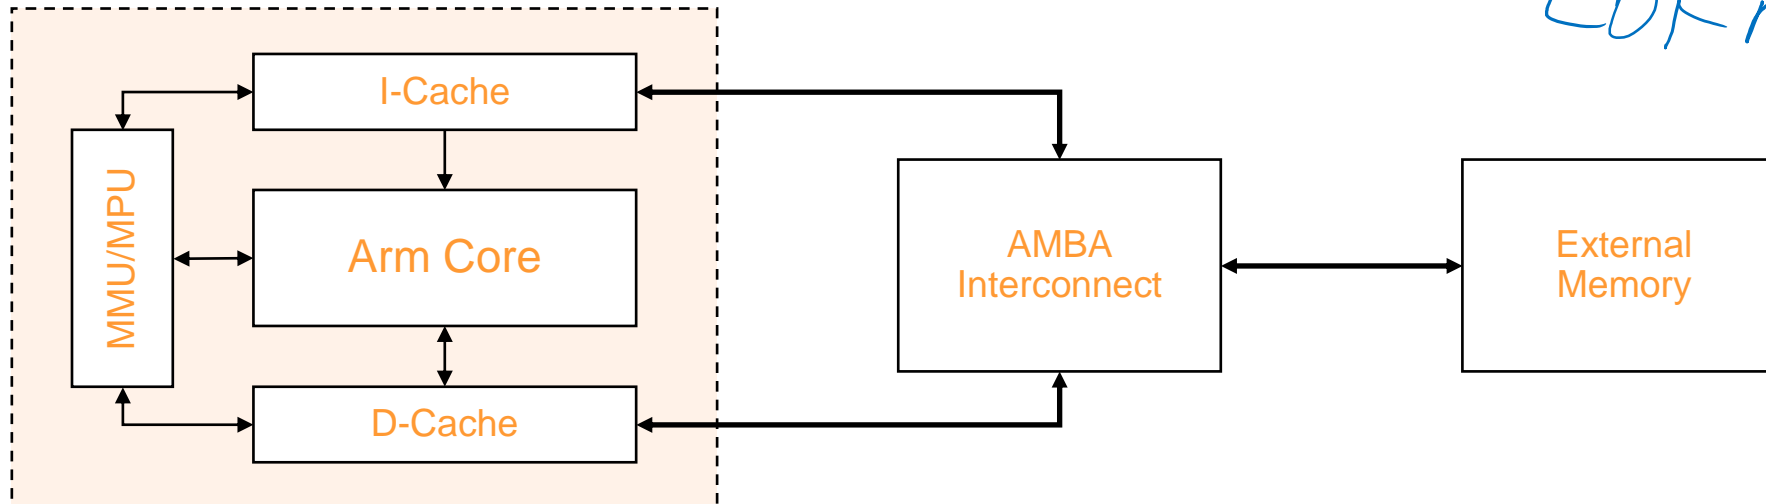 I-Cache
MMU/MPU
Arm Core
D-Cache
AMBA
Interconnect
External
Memory